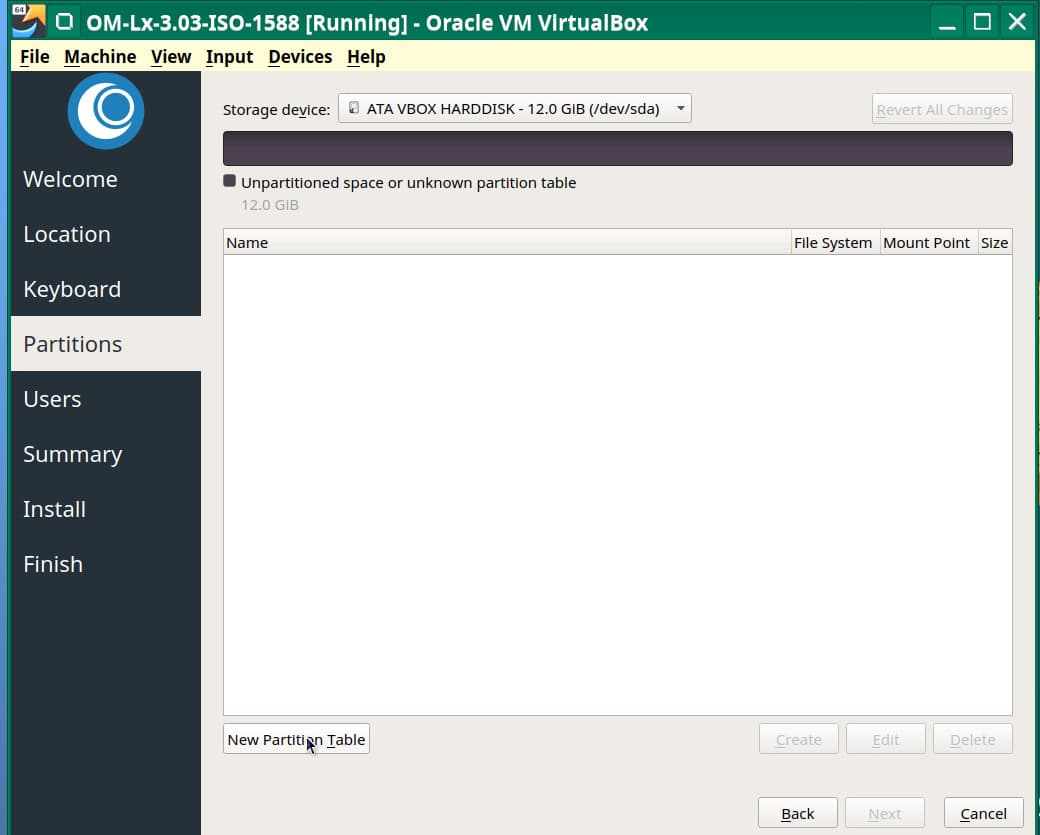 64
OM-Lx-3.03-ISO-1588 [Running] - Oracle VM VirtualBox
File Machine View Input Devices Help
Storage device: ATA VBOX HARDDISK - 12.0 GiB (/dev/sda) Revert All Changes
Unpartitioned space or unknown partition table
12.0 GiB
Name File System Mount Point Size
Welcome
Location
Keyboard
Partitions
Users
Summary
Install
Finish
New Partition Table Create Edit Delete
Back Next Cancel